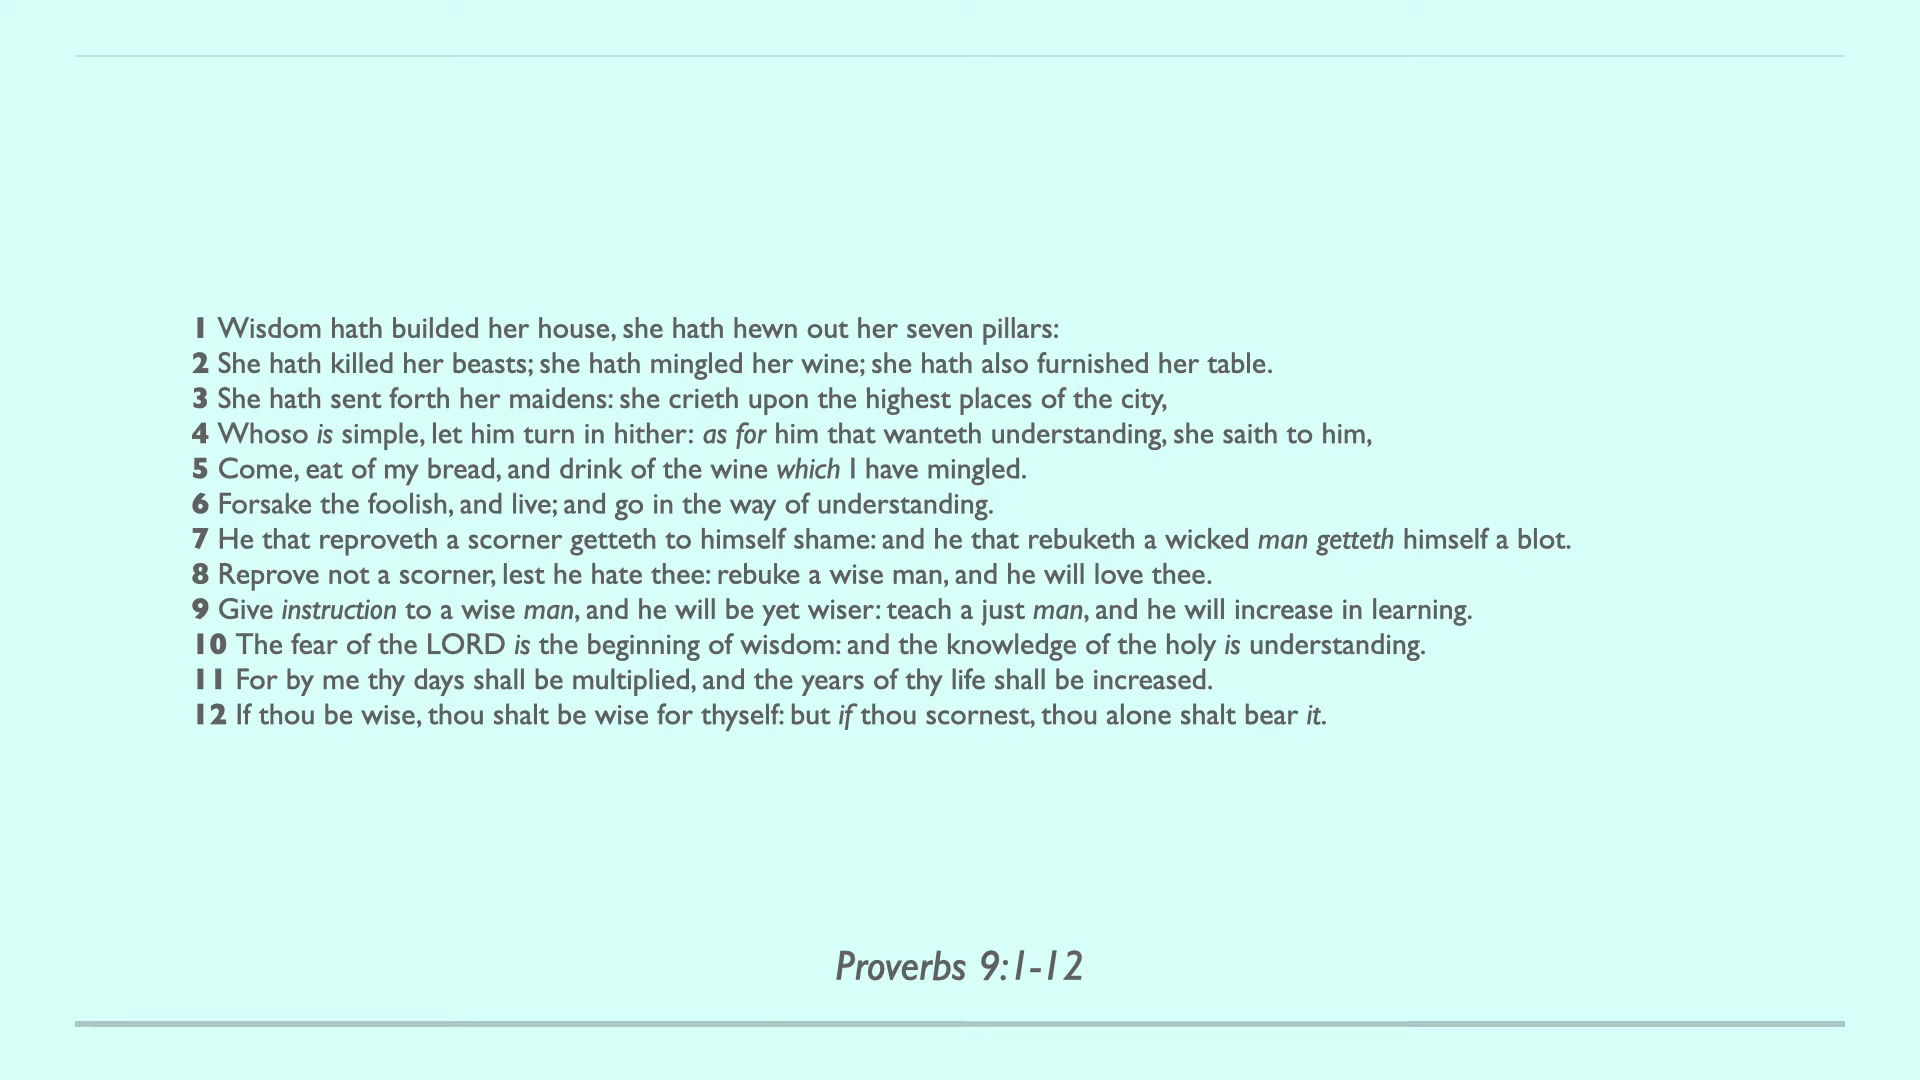 1 Wisdom hath builded her house, she hath hewn out her seven pillars:
2 She hath killed her beasts; she hath mingled her wine; she hath also furnished her table.
3 She hath sent forth her maidens: she crieth upon the highest places of the city,
4 Whoso is simple, let him turn in hither: as for him that wanteth understanding, she saith to him,
5 Come, eat of my bread, and drink of the wine which I have mingled.
6 Forsake the foolish, and live; and go in the way of understanding.
7 He that reproveth a scorner getteth to himself shame: and he that rebuketh a wicked man getteth himself a blot.
8 Reprove not a scorner, lest he hate thee: rebuke a wise man, and he will love thee.
9 Give instruction to a wise man, and he will be yet wiser: teach a just man, and he will increase in learning.
10 The fear of the LORD is the beginning of wisdom: and the knowledge of the holy is understanding.
11 For by me thy days shall be multiplied, and the years of thy life shall be increased.
12 If thou be wise, thou shalt be wise for thyself: but if thou scornest, thou alone shalt bear it.
Proverbs 9:1-12